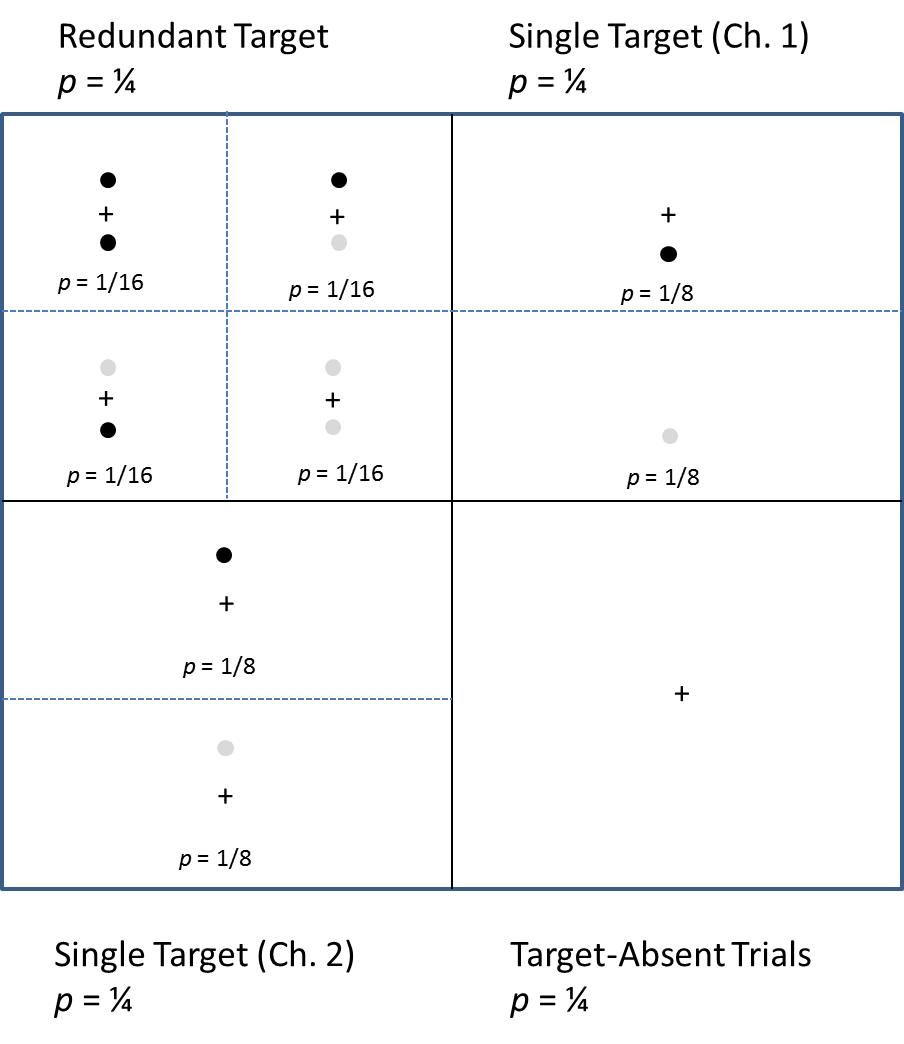 Redundant Target
p = ¼
Single Target (Ch. 1)
p = ¼
+
+
p = 1/16
p = 1/16
+
p = 1/8
+
+
p = 1/16
p = 1/16
p = 1/8
+
p = 1/8
+
p = 1/8
+
Single Target (Ch. 2)
p = ¼
Target-Absent Trials
p = ¼